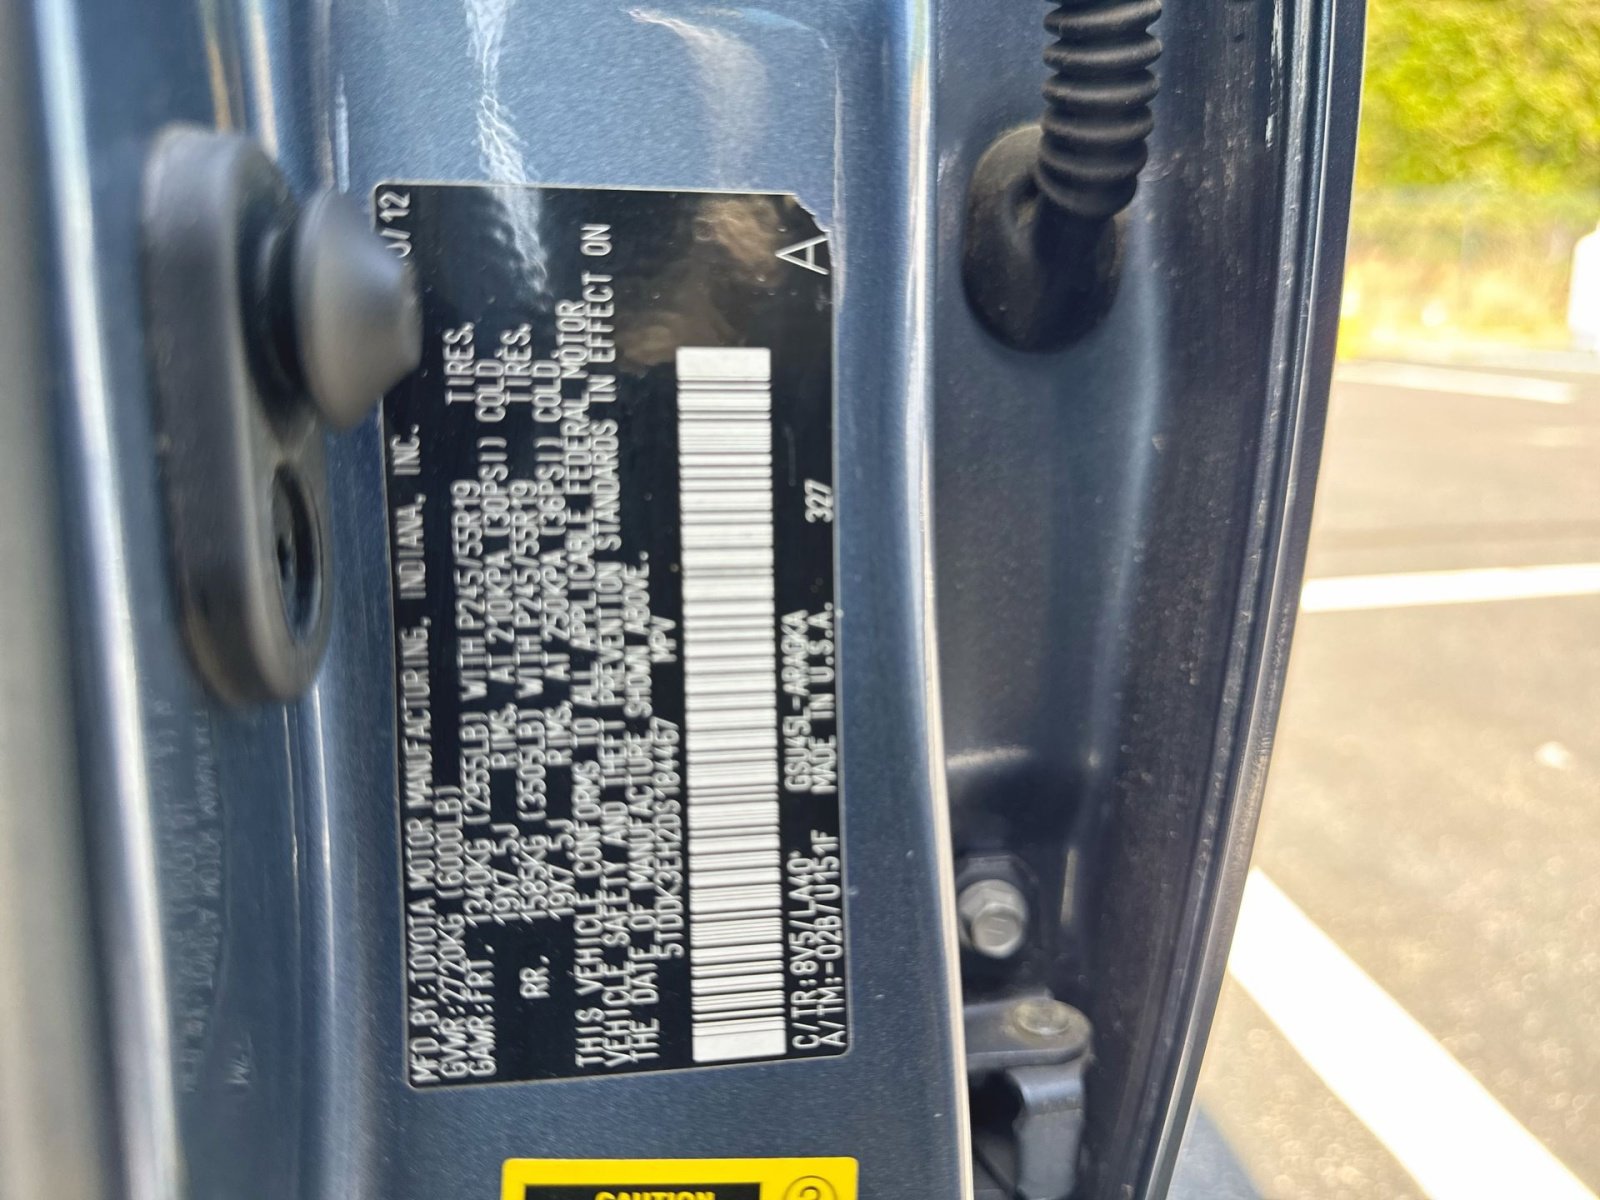 MFD.BY:TOYOTA MOTOR MANUFACTURING, INDIANA, INC. /12
GVWR:2720KG (6000LB)
GAWR:FRT. 1340KG (2955LB) WITH P245/55R19 TIRES,
19X7.5J RIMS, AT 210KPA (30PSI) COLD.
RR. 1585KG (3505LB) WITH P245/55R19 TIRES,
19X7.5J RIMS, AT 250KPA (36PSI) COLD.
THIS VEHICLE CONFORMS TO ALL APPLICABLE FEDERAL MOTOR
VEHICLE SAFETY AND THEFT PREVENTION STANDARDS IN EFFECT ON
THE DATE OF MANUFACTURE SHOWN ABOVE.
5TDDK3EH2DS184467 MPV
C/TR:8V5/LA40 GSU45L-ARAGKA
A/TM:-02B/U151F MADE IN U.S.A. 327
A
CAUTION